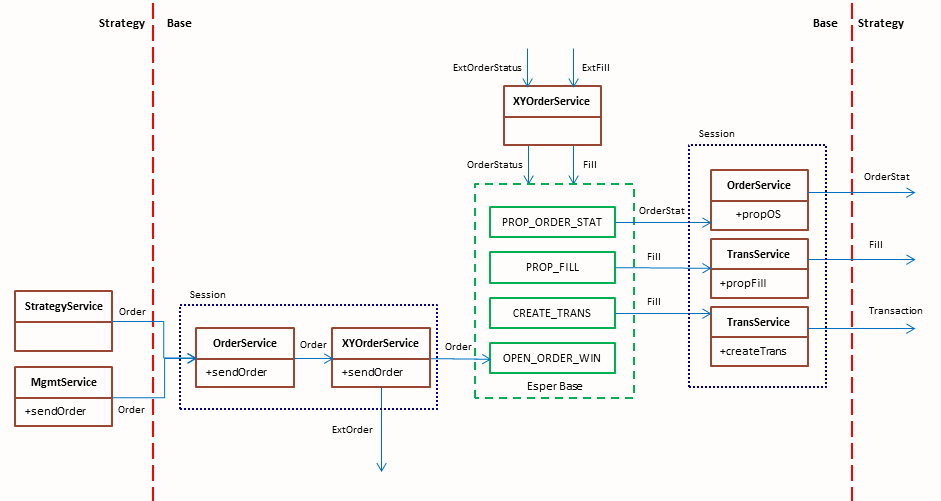 Strategy
Base
Base
Strategy
ExtOrderStatus
ExtFill
XYOrderService
OrderStatus
Fill
Session
OrderService
+propOS
OrderStat
PROP_ORDER_STAT
OrderStat
PROP_FILL
Fill
TransService
+propFill
Fill
CREATE_TRANS
Fill
TransService
+createTrans
Transaction
OPEN_ORDER_WIN
Esper Base
Session
StrategyService
Order
OrderService
+sendOrder
Order
XYOrderService
+sendOrder
Order
MgmtService
+sendOrder
Order
ExtOrder